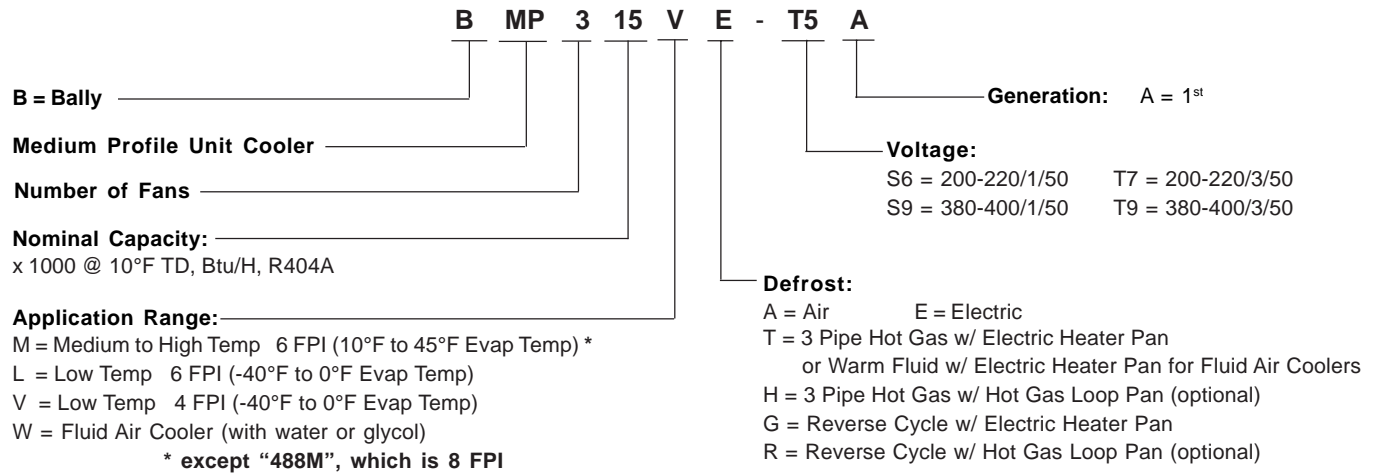 B MP 3 15 V E - T5 A
B = Bally
Medium Profile Unit Cooler
Number of Fans
Nominal Capacity:
x 1000 @ 10°F TD, Btu/H, R404A
Application Range:
M = Medium to High Temp 6 FPI (10°F to 45°F Evap Temp) *
L = Low Temp 6 FPI (-40°F to 0°F Evap Temp)
V = Low Temp 4 FPI (-40°F to 0°F Evap Temp)
W = Fluid Air Cooler (with water or glycol)
* except “488M”, which is 8 FPI
Generation: A = 1st
Voltage:
S6 = 200-220/1/50 T7 = 200-220/3/50
S9 = 380-400/1/50 T9 = 380-400/3/50
Defrost:
A = Air E = Electric
T = 3 Pipe Hot Gas w/ Electric Heater Pan
or Warm Fluid w/ Electric Heater Pan for Fluid Air Coolers
H = 3 Pipe Hot Gas w/ Hot Gas Loop Pan (optional)
G = Reverse Cycle w/ Electric Heater Pan
R = Reverse Cycle w/ Hot Gas Loop Pan (optional)